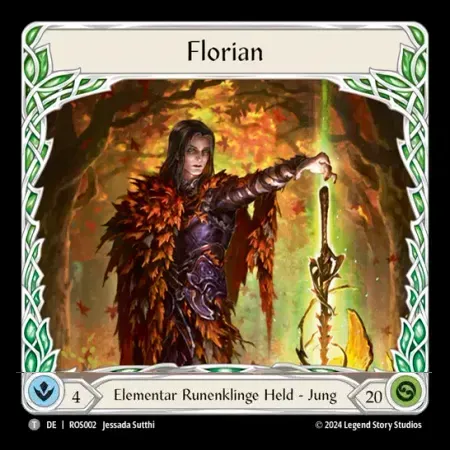 Florian
4 Elementar Runenklinge Held - Jung 20
T DE | ROS002 Jessada Sutthi © 2024 Legend Story Studios